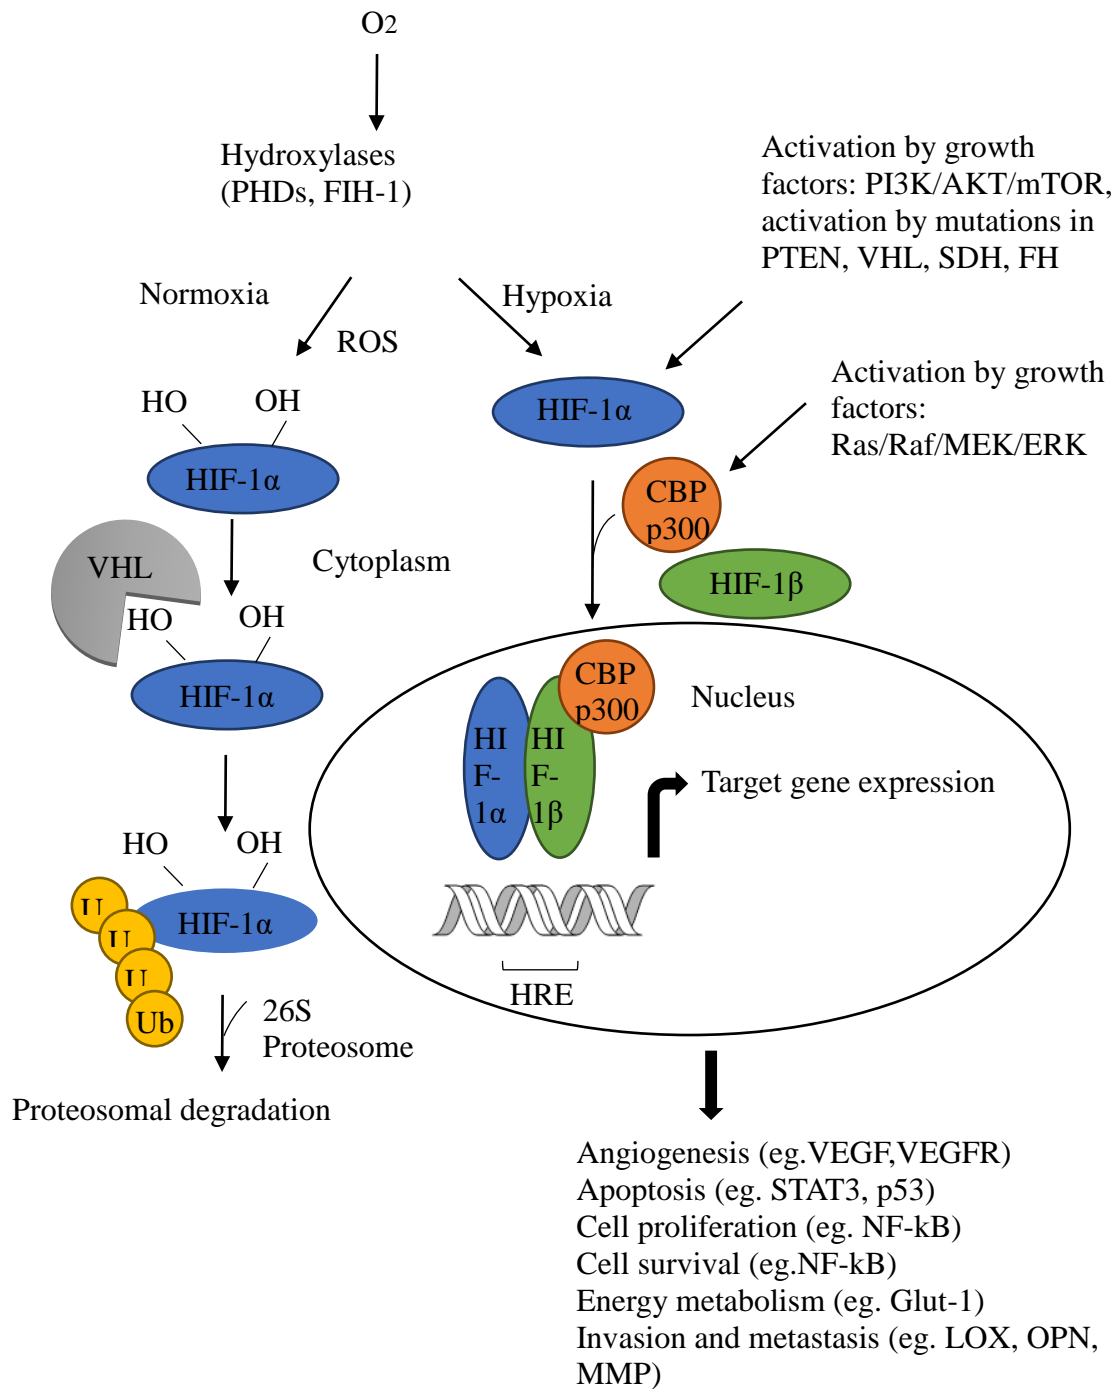 O2
Hydroxylases
(PHDs, FIH-1)
Activation by growth
factors: PI3K/AKT/mTOR,
activation by mutations in
PTEN, VHL, SDH, FH
Normoxia
Hypoxia
ROS
HO
OH
HIF-1α
HIF-1α
Activation by growth
factors:
Ras/Raf/MEK/ERK
CBP
p300
VHL
Cytoplasm
HIF-1β
HO
OH
HIF-1α
CBP
p300
Nucleus
HI
F-
1α
HI
F-
1β
Target gene expression
HO
OH
HIF-1α
U
U
U
Ub
HRE
26S
Proteosome
Proteosomal degradation
Angiogenesis (eg.VEGF,VEGFR)
Apoptosis (eg. STAT3, p53)
Cell proliferation (eg. NF-kB)
Cell survival (eg.NF-kB)
Energy metabolism (eg. Glut-1)
Invasion and metastasis (eg. LOX, OPN,
MMP)